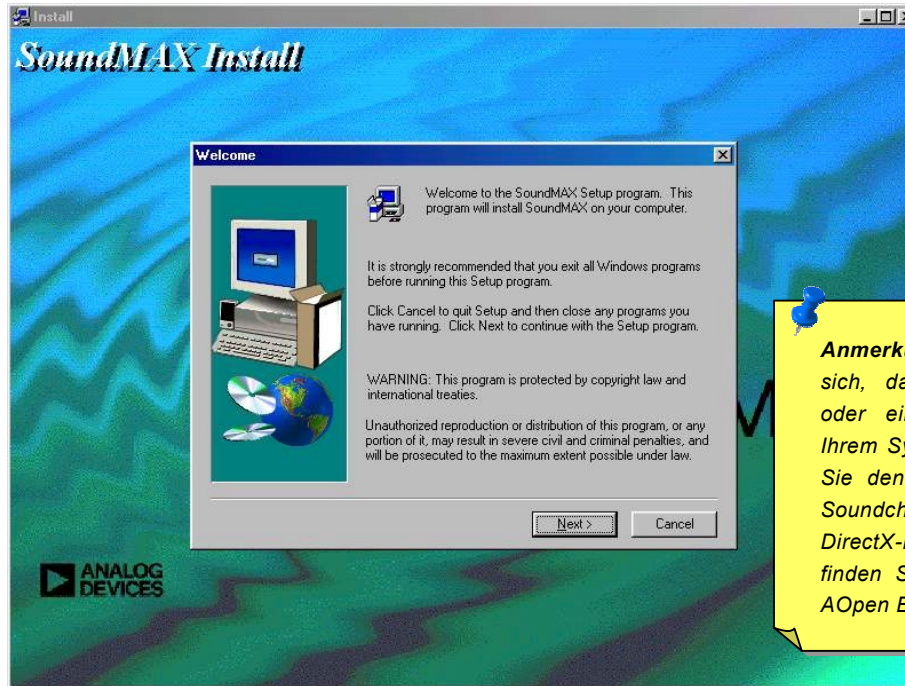 Install
SoundMAX Install
Welcome
Welcome to the SoundMAX Setup program. This
program will install SoundMAX on your computer.
It is strongly recommended that you exit all Windows programs
before running this Setup program.
Click Cancel to quit Setup and then close any programs you
have running. Click Next to continue with the Setup program.
WARNING: This program is protected by copyright law and
international treaties.
Unauthorized reproduction or distribution of this program, or any
portion of it, may result in severe civil and criminal penalties, and
will be prosecuted to the maximum extent possible under law.
Next >
Cancel
ANALOG
DEVICES
sich,
oder
Ihrem
Sie den
finden
AOpen